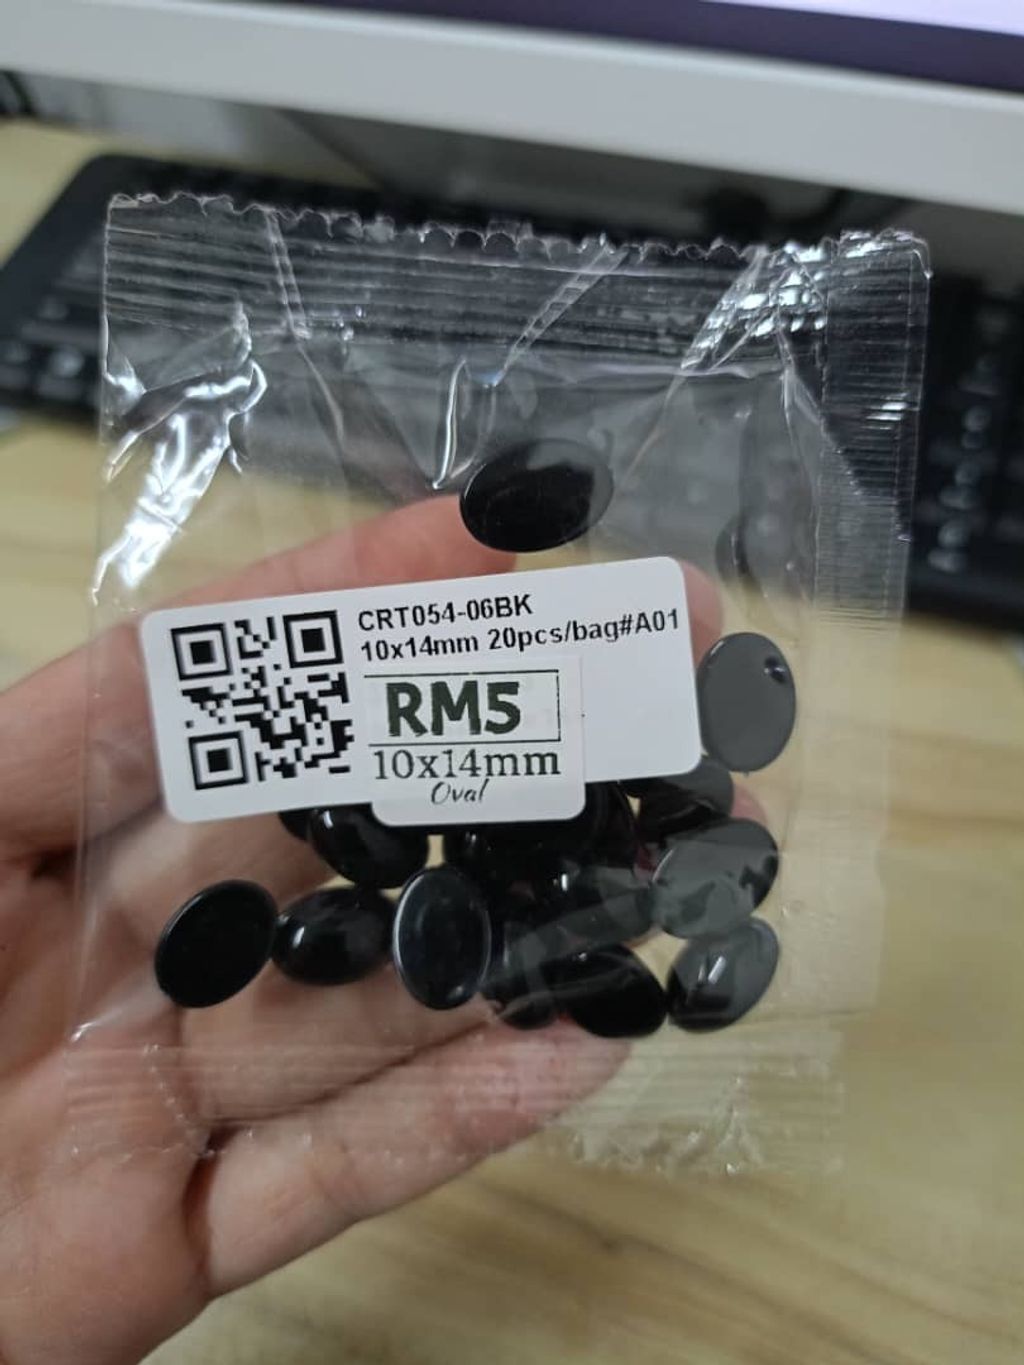 CRT054-06BK
10x14mm 20pcs/bag#A01
RM5
10x14mm
Oval